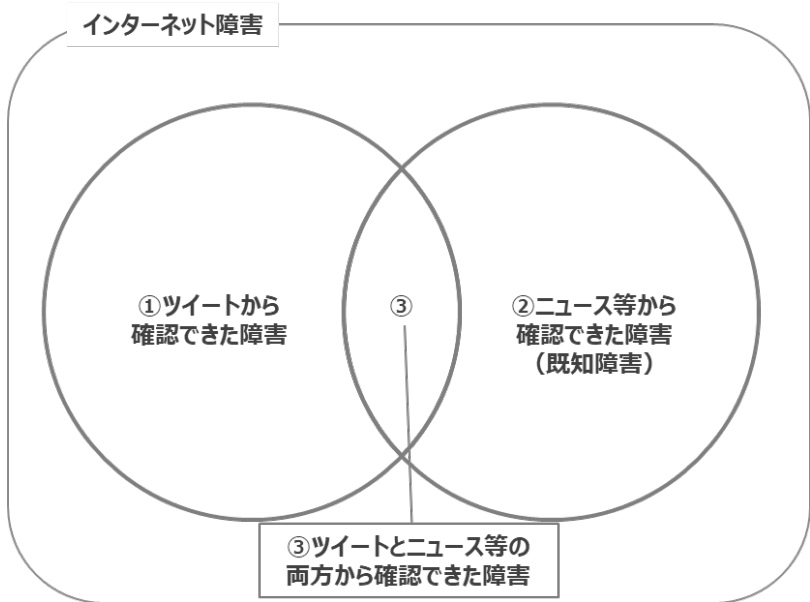 インターネット障害
①ツイートから
確認できた障害
③
②ニュース等から
確認できた障害
（既知障害）
③ツイートとニュース等の
両方から確認できた障害